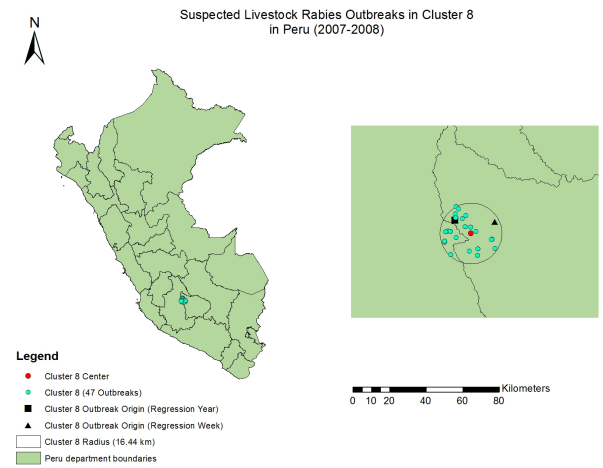 Suspected Livestock Rabies Outbreaks in Cluster 8
in Peru (2007-2008)
N
Legend
Cluster 8 Center
Cluster 8 (47 Outbreaks)
Cluster 8 Outbreak Origin (Regression Year)
Cluster 8 Outbreak Origin (Regression Week)
Cluster 8 Radius (16.44 km)
Peru department boundaries
Kilometers
0 10 20 40 60 80